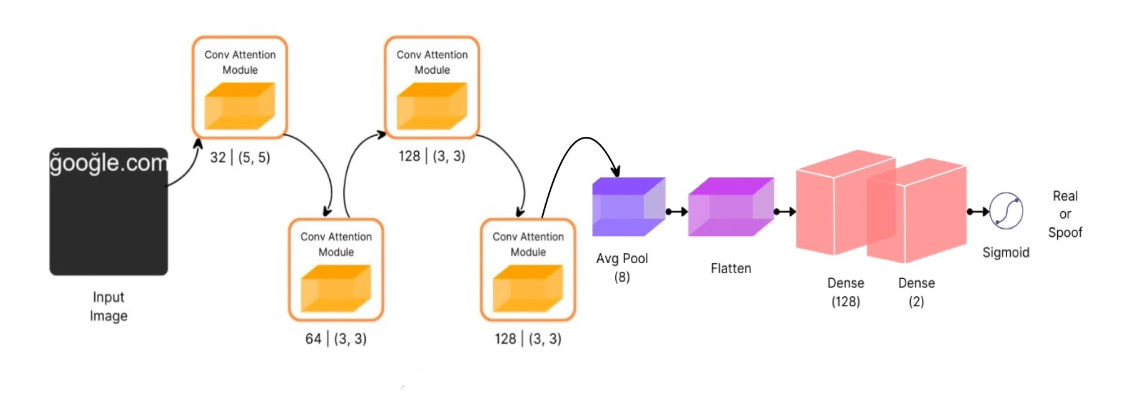 Conv Attention
Module
32 | (5, 5)
Conv Attention
Module
128 | (3, 3)
ğooğle.com
Input
Image
Conv Attention
Module
64 | (3, 3)
Conv Attention
Module
128 | (3, 3)
Avg Pool
(8)
Flatten
Dense
(128)
Dense
(2)
Sigmoid
Real
or
Spoof